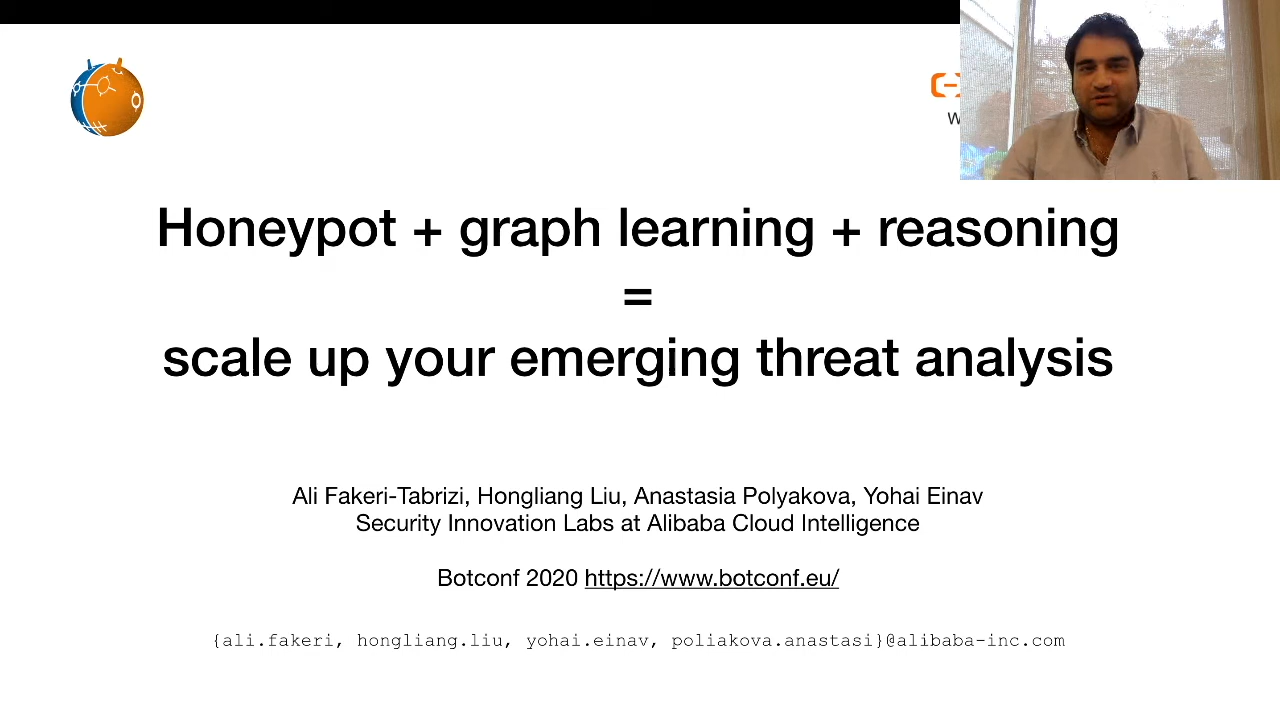 Honeypot + graph learning + reasoning
=
scale up your emerging threat analysis
Ali Fakeri-Tabrizi, Hongliang Liu, Anastasia Polyakova, Yohai Einav
Security Innovation Labs at Alibaba Cloud Intelligence
Botconf 2020 https://www.botconf.eu/
{ali.fakeri, hongliang.liu, yohai.einav, poliakova.anastasi}@alibaba-inc.com